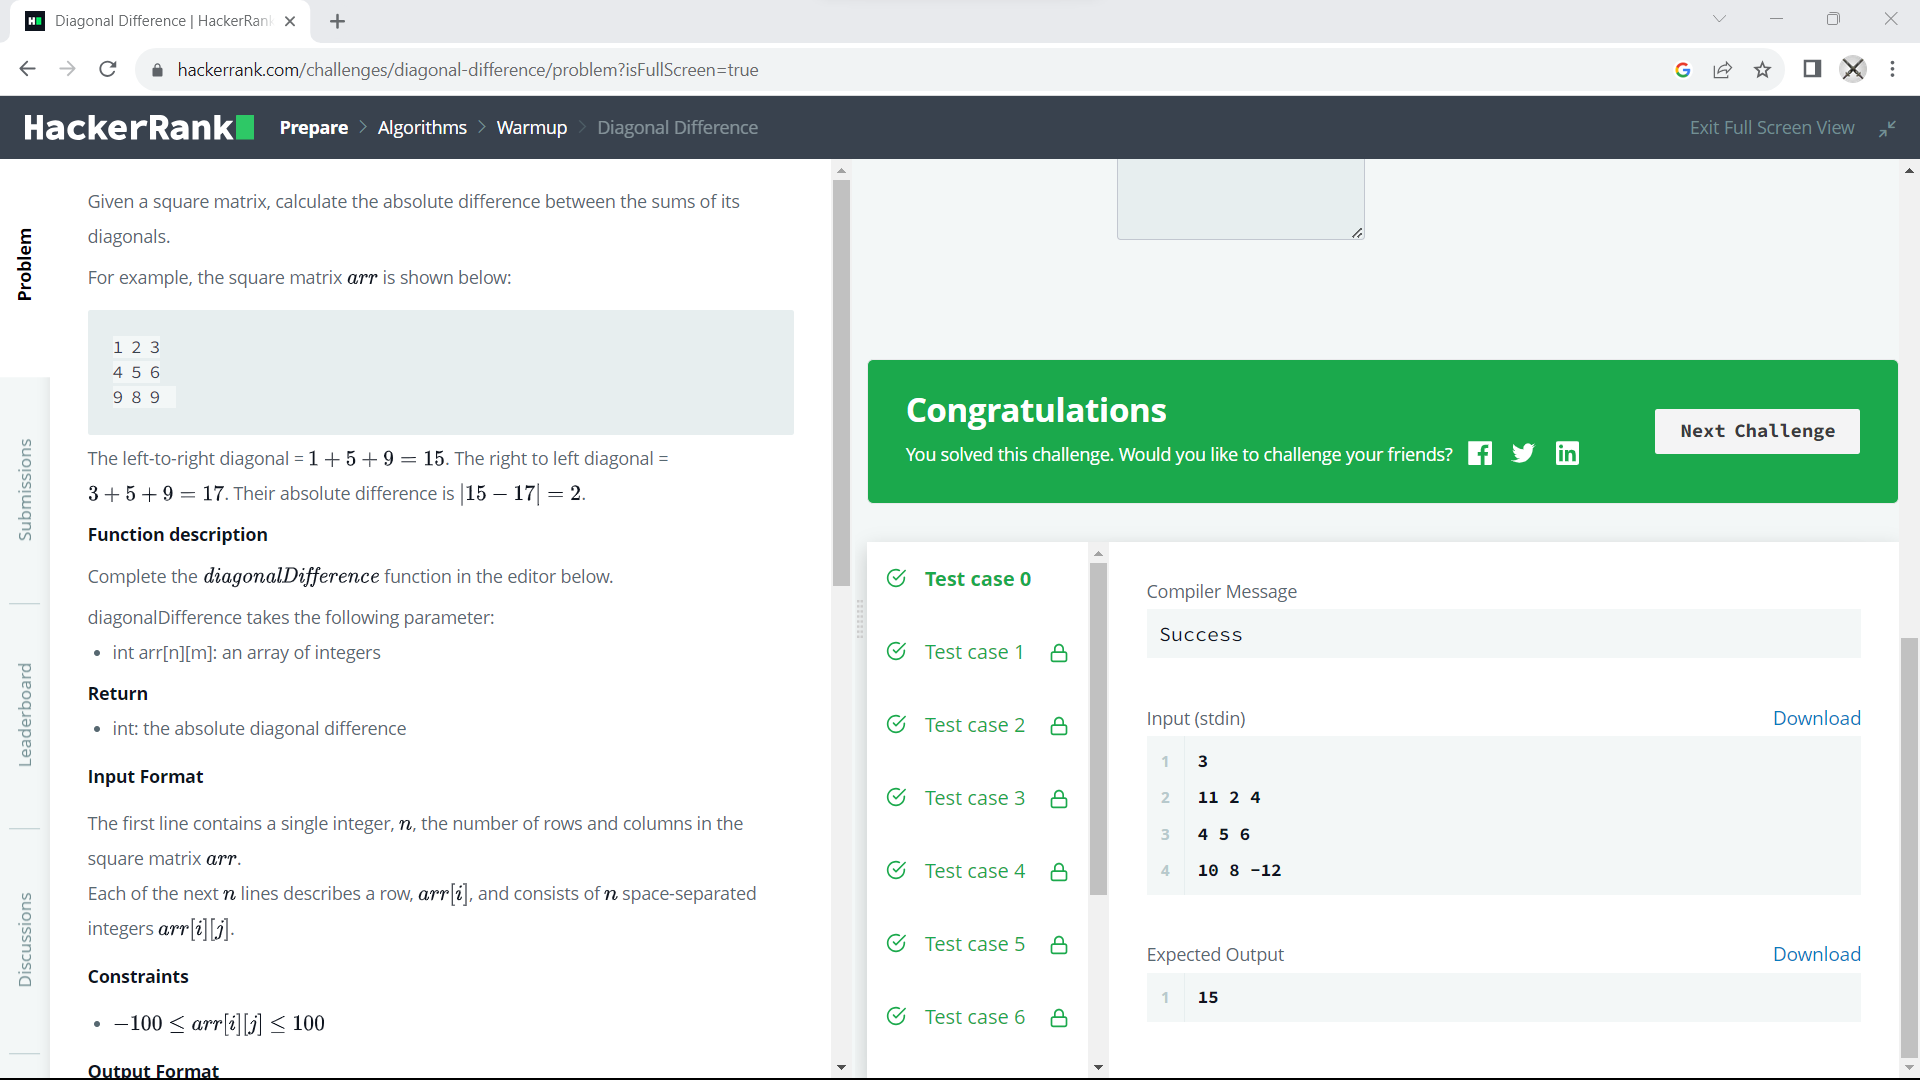 Diagonal Difference | HackerRan
hackerrank.com/challenges/diagonal-difference/problem?isFullScreen=true
HackerRank
Prepare > Algorithms > Warmup > Diagonal Difference
Exit Full Screen View
Problem
Submissions
Leaderboard
Discussions
Given a square matrix, calculate the absolute difference between the sums of its
diagonals.
For example, the square matrix arr is shown below:
1 2 3
4 5 6
9 8 9
The left-to-right diagonal = 1 + 5 + 9 = 15. The right to left diagonal =
3 + 5 + 9 = 17. Their absolute difference is |15 − 17| = 2.
Function description
Complete the diagonalDifference function in the editor below.
diagonalDifference takes the following parameter:
• int arr[n][m]: an array of integers
Return
• int: the absolute diagonal difference
Input Format
The first line contains a single integer, n, the number of rows and columns in the
square matrix arr.
Each of the next n lines describes a row, arr[i], and consists of n space-separated
integers arr[i][j].
Constraints
• −100 ≤ arr[i][j] ≤ 100
Output Format
Congratulations
You solved this challenge. Would you like to challenge your friends?
Next Challenge
Test case 0
Test case 1
Test case 2
Test case 3
Test case 4
Test case 5
Test case 6
Compiler Message
Success
Input (stdin)
Download
1 3
2 11 2 4
3 4 5 6
4 10 8 -12
Expected Output
Download
1 15